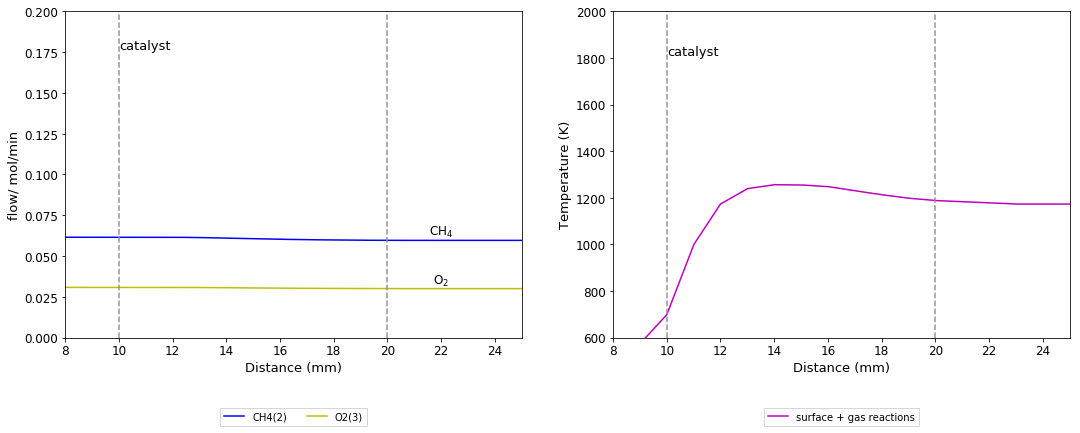 0.200
0.175
0.150
0.125
0.100
0.075
0.050
0.025
0.000
flow/ mol/min
catalyst
CH₄
O₂
8 10 12 14 16 18 20 22 24
Distance (mm)
CH4(2) O2(3)
2000
1800
1600
1400
1200
1000
800
600
Temperature (K)
catalyst
8 10 12 14 16 18 20 22 24
Distance (mm)
surface + gas reactions